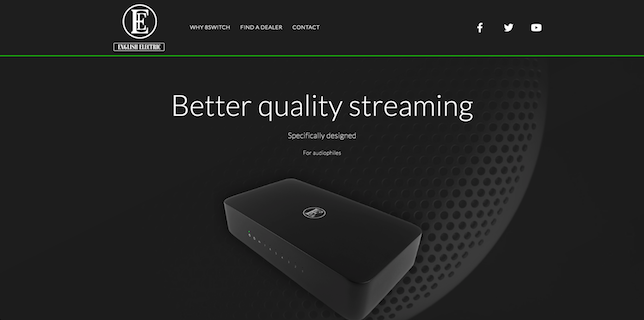 E
ENGLISH ELECTRIC
WHY 8SWITCH
FIND A DEALER
CONTACT
Better quality streaming
Specifically designed
For audiophiles